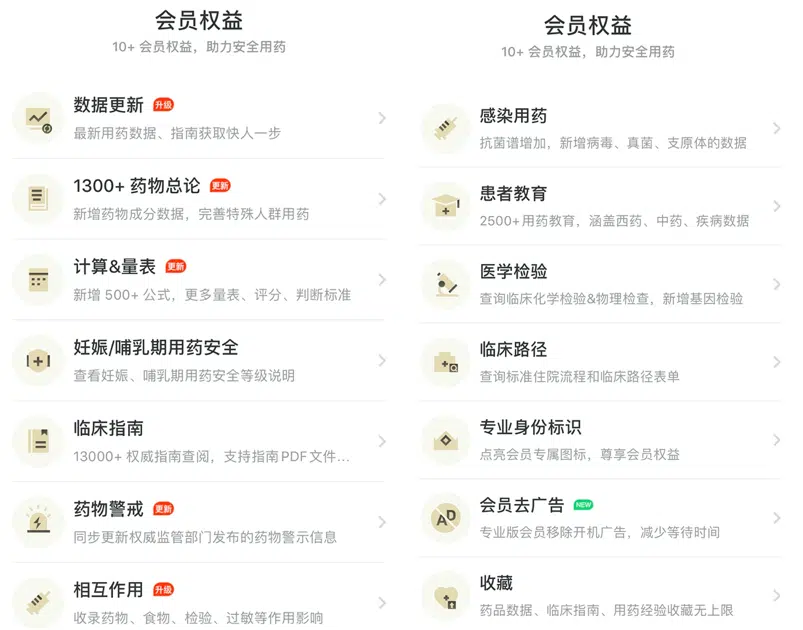 会员权益
10+ 会员权益，助力安全用药
数据更新 升级
最新用药数据、指南获取快人一步
1300+ 药物总论 更新
新增药物成分数据，完善特殊人群用药
计算&量表 更新
新增 500+ 公式，更多量表、评分、判断标准
妊娠/哺乳期用药安全
查看妊娠、哺乳期用药安全等级说明
临床指南
13000+ 权威指南查阅，支持指南PDF文件...
药物警戒 更新
同步更新权威监管部门发布的药物警示信息
相互作用 升级
收录药物、食物、检验、过敏等作用影响
会员权益
10+ 会员权益，助力安全用药
感染用药
抗菌谱增加，新增病毒、真菌、支原体的数据
患者教育
2500+用药教育，涵盖西药、中药、疾病数据
医学检验
查询临床化学检验&物理检查，新增基因检验
临床路径
查询标准住院流程和临床路径表单
专业身份标识
点亮会员专属图标，尊享会员权益
AD
会员去广告 NEW
专业版会员移除开机广告，减少等待时间
收藏
药品数据、临床指南、用药经验收藏无上限